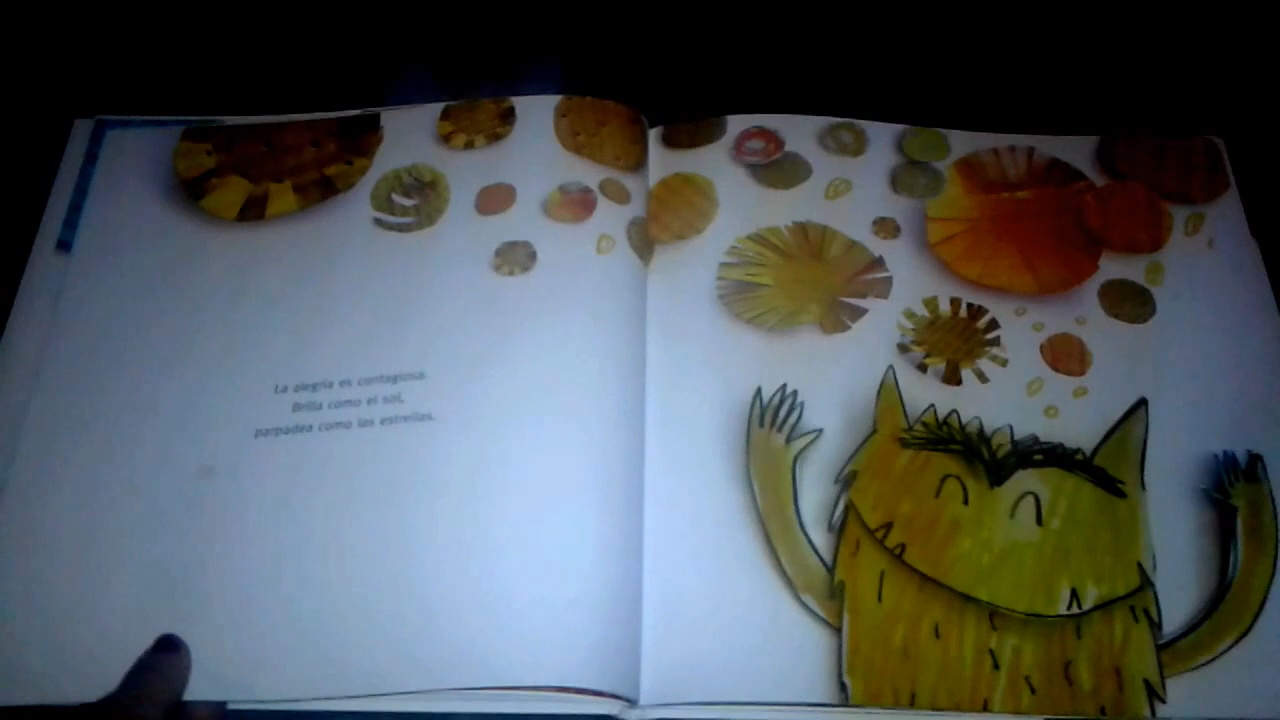 La alegría es contagiosa.
Brilla como el sol,
parpadea como las estrellas.